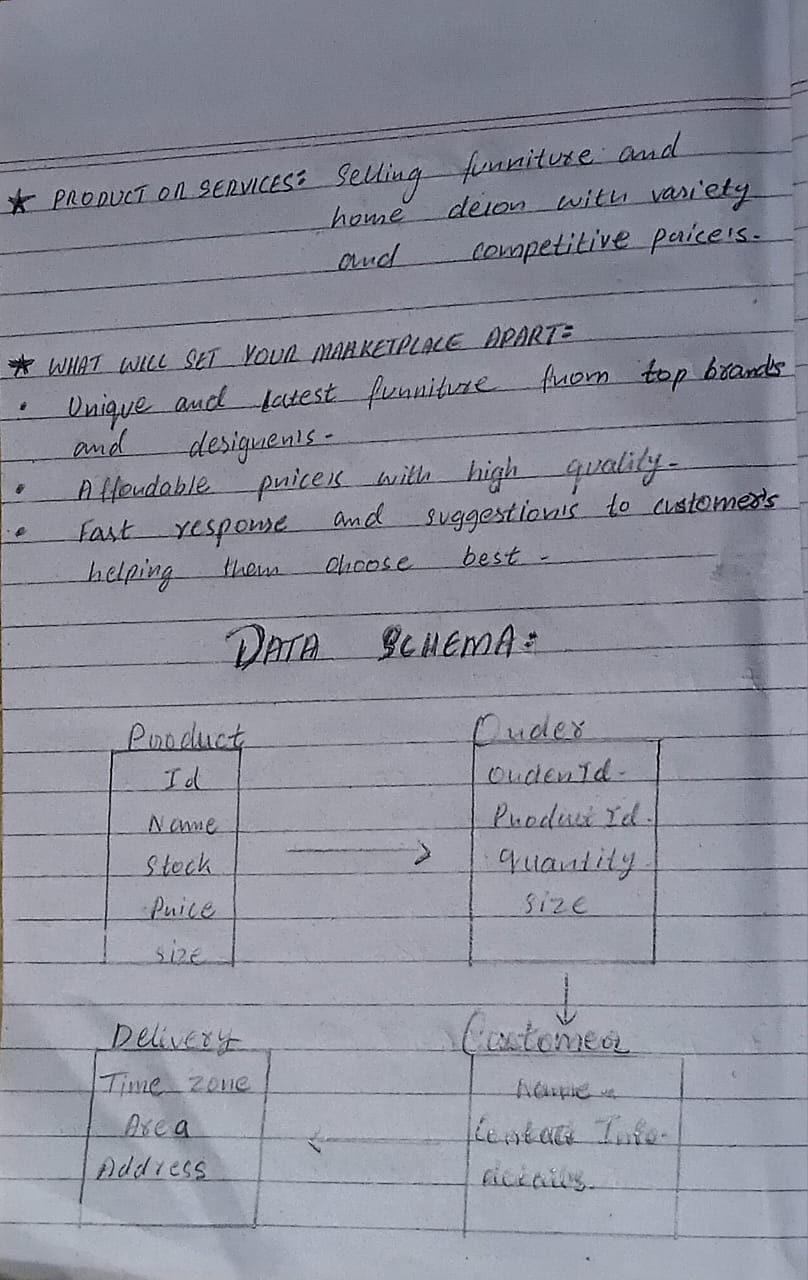 ★ PRODUCT OR SERVICES: Selling furniture and
home decor with variety
and competitive prices.
★ WHAT WILL SET YOUR MARKETPLACE APART:
• Unique and latest furniture from top brands
and designers.
• Affordable prices with high quality.
• Fast response and suggestions to customers
helping them choose best.
DATA SCHEMA:
Product
Id
Name
Stock
Price
size
Order
Order Id.
Product Id.
quantity
size
Delivery
Time zone
Area
Address
Customer
name
Contact Info.
details.